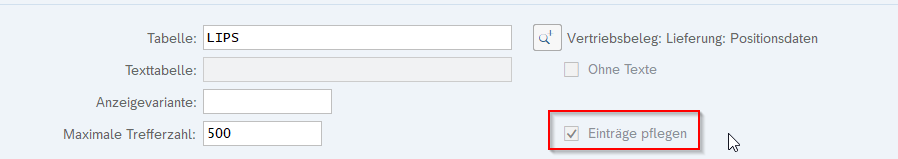 Tabelle: LIPS Vertriebsbeleg: Lieferung: Positionsdaten
Texttabelle: Ohne Texte
Anzeigevariante:
Maximale Trefferzahl: 500 Einträge pflegen